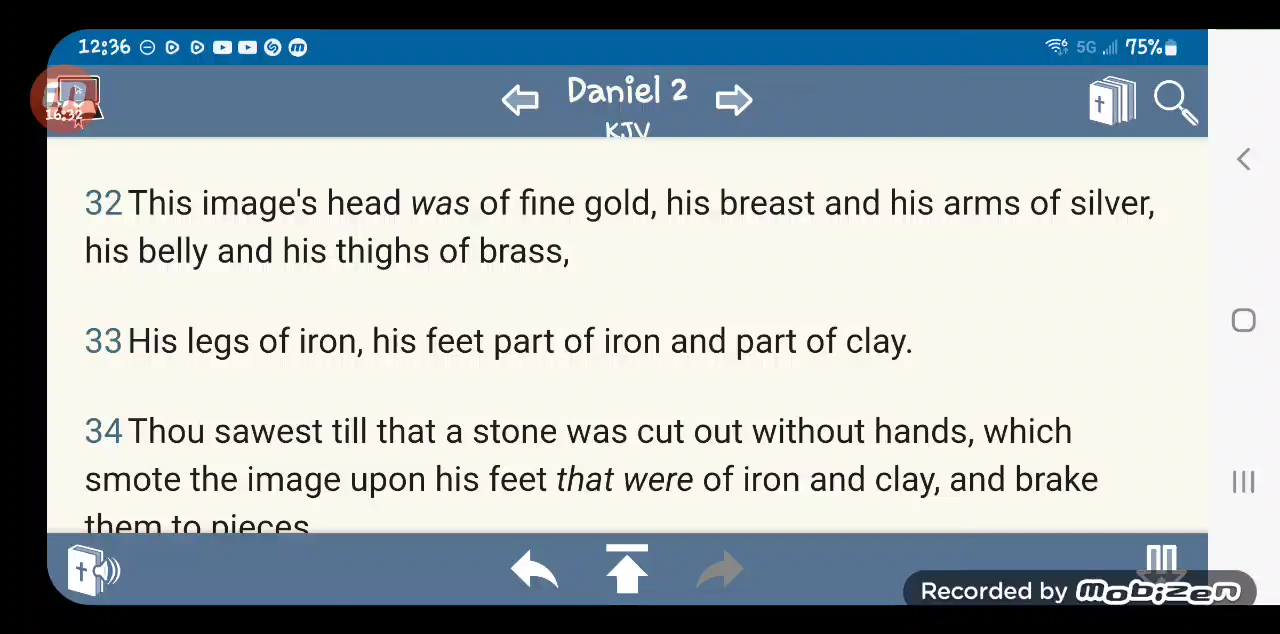 12:36 5G 75%
16:32
Daniel 2
KJV
32 This image's head was of fine gold, his breast and his arms of silver,
his belly and his thighs of brass,
33 His legs of iron, his feet part of iron and part of clay.
34 Thou sawest till that a stone was cut out without hands, which
smote the image upon his feet that were of iron and clay, and brake
them to pieces
Recorded by mobizen